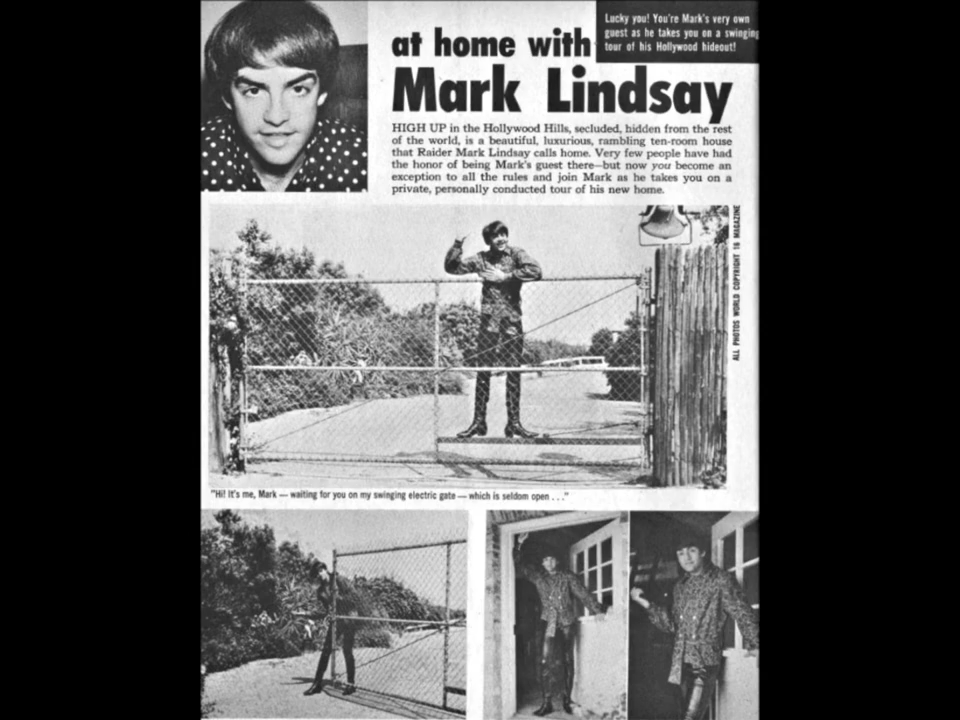 Lucky you! You're Mark's very own
guest as he takes you on a swinging
tour of his Hollywood hideout!
at home with
Mark Lindsay
HIGH UP in the Hollywood Hills, secluded, hidden from the rest
of the world, is a beautiful, luxurious, rambling ten-room house
that Raider Mark Lindsay calls home. Very few people have had
the honor of being Mark's guest there—but now you become an
exception to all the rules and join Mark as he takes you on a
private, personally conducted tour of his new home.
ALL PHOTOS WORLD COPYRIGHT 16 MAGAZINE
"Hi! It's me, Mark — waiting for you on my swinging electric gate — which is seldom open . . ."